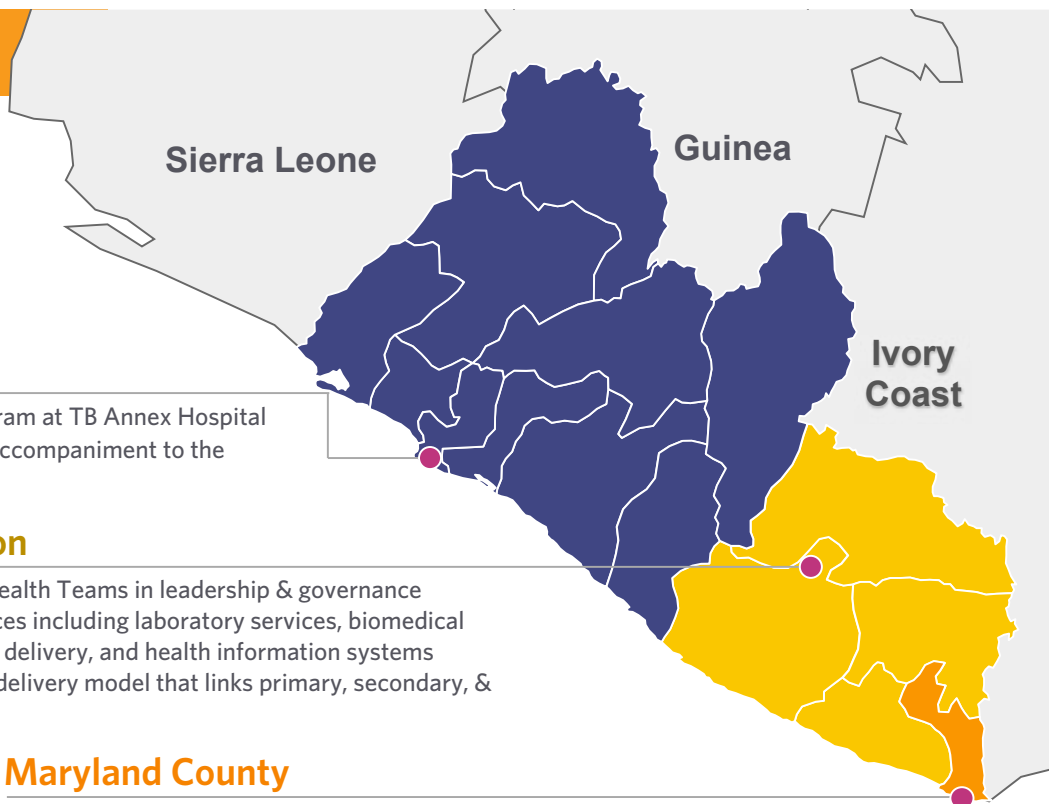 Sierra Leone
Guinea
Ivory
Coast
ram at TB Annex Hospital
ccompaniment to the
on
ealth Teams in leadership & governance
ces including laboratory services, biomedical
delivery, and health information systems
delivery model that links primary, secondary, &
Maryland County